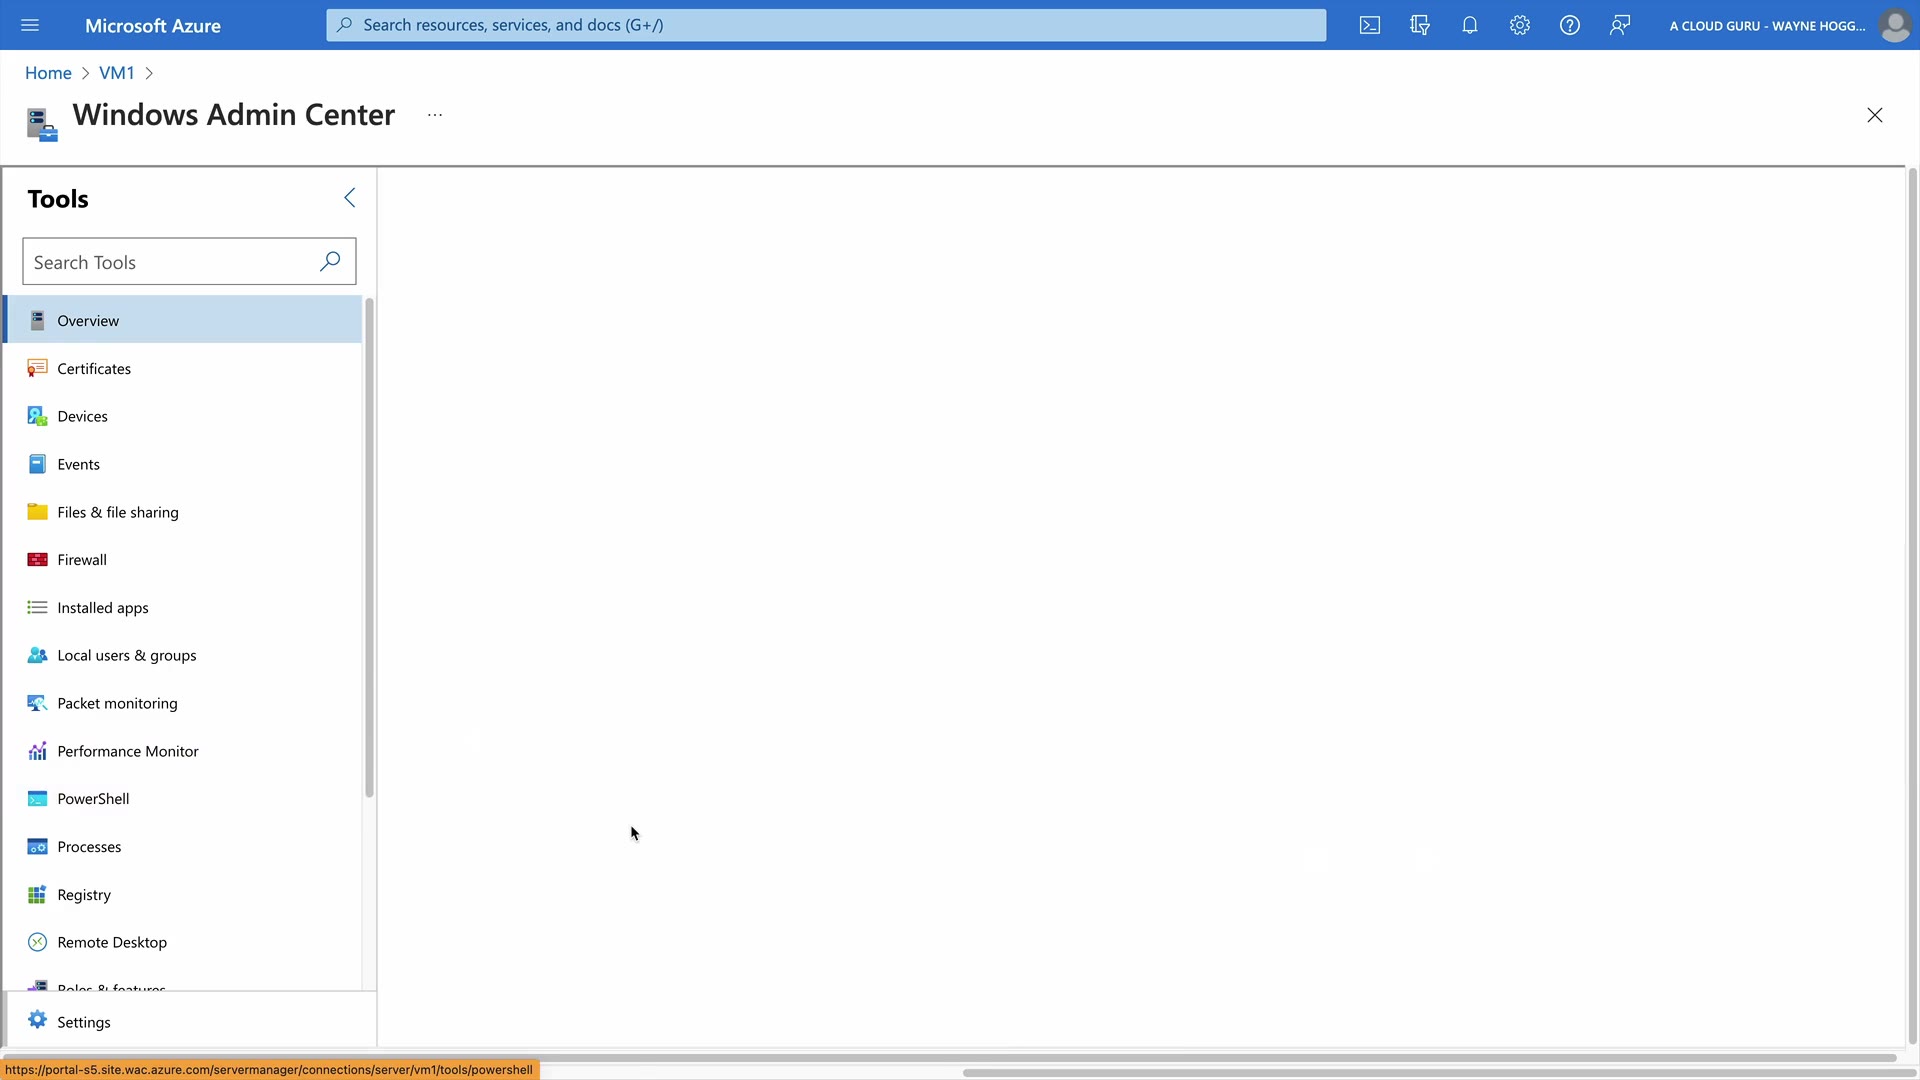 Microsoft Azure
Search resources, services, and docs (G+/)
A CLOUD GURU - WAYNE HOGG...
Home > VM1 >
Windows Admin Center ...
Tools
Search Tools
Overview
Certificates
Devices
Events
Files & file sharing
Firewall
Installed apps
Local users & groups
Packet monitoring
Performance Monitor
PowerShell
Processes
Registry
Remote Desktop
Roles & features
Settings
https://portal-s5.site.wac.azure.com/servermanager/connections/server/vm1/tools/powershell